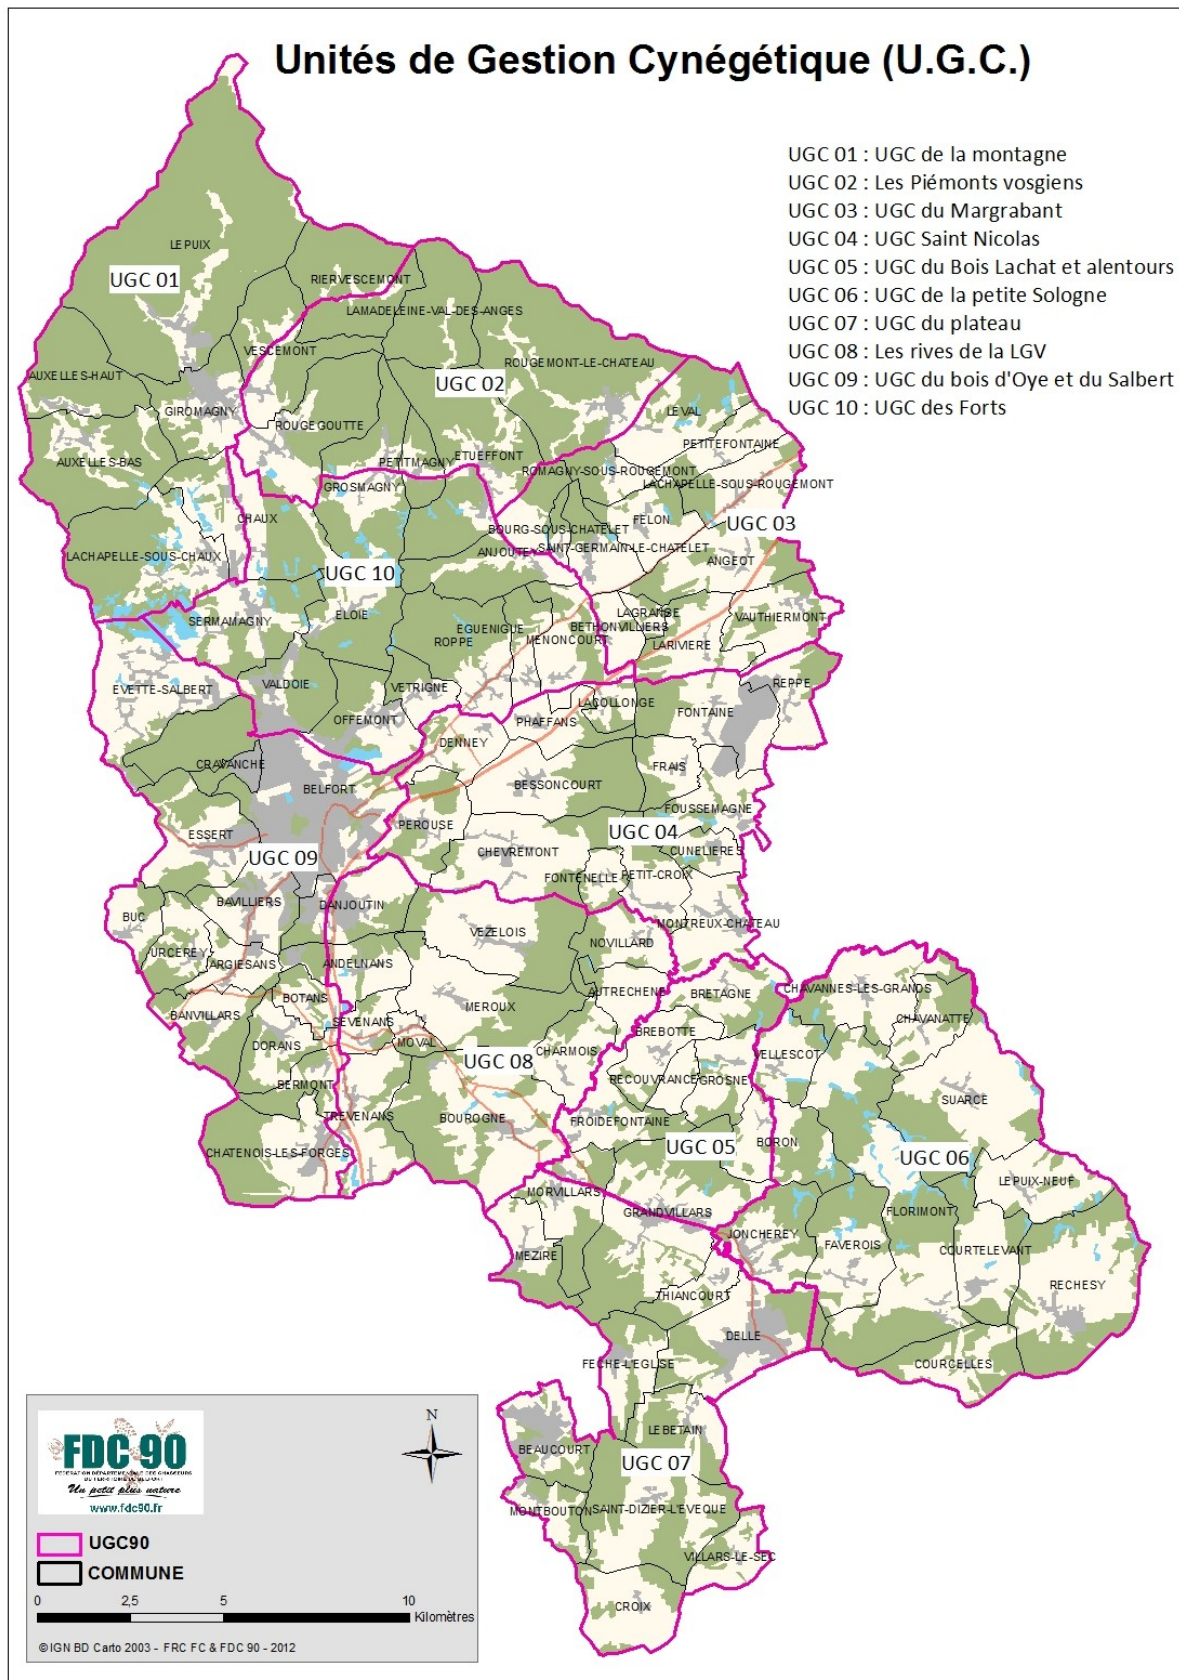 Unités de Gestion Cynégétique (U.G.C.)
UGC 01 : UGC de la montagne
UGC 02 : Les Piémonts vosgiens
UGC 03 : UGC du Margrabant
UGC 04 : UGC Saint Nicolas
UGC 05 : UGC du Bois Lachat et alentours
UGC 06 : UGC de la petite Sologne
UGC 07 : UGC du plateau
UGC 08 : Les rives de la LGV
UGC 09 : UGC du bois d'Oye et du Salbert
UGC 10 : UGC des Forts
LE PUIX
UGC 01
RIERVESCEMONT
LAMADELEINE-VAL-DES-ANGES
VESCEMONT
ROUGEMONT-LE-CHATEAU
AUXELLES-HAUT
UGC 02
GIROMAGNY
LEVAL
ROUGEGOUTTE
PETITEFONTAINE
AUXELLES-BAS
PETITMAGNY
ETUEFFONT
ROMAGNY-SOUS-ROUGEMONT
LACHAPELLE-SOUS-ROUGEMONT
GROSMAGNY
CHAUX
FELON
UGC 03
BOURG-SOUS-CHATELET
SAINT-GERMAIN-LE-CHATELET
ANJOUTEY
LACHAPELLE-SOUS-CHAUX
ANGEOT
UGC 10
SERMAMAGNY
ELOIE
LAGRANGE
VAUTHIERMONT
BETHONVILLIERS
EGUENIGUE
MENONCOURT
ROPPE
LARIVIERE
EVETTE-SALBERT
VALDOIE
VETRIGNE
REPPE
LACOLLONGE
FONTAINE
OFFEMONT
PHAFFANS
DENNEY
CRAVANCHE
FRAIS
BELFORT
BESSONCOURT
FOUSSEMAGNE
ESSERT
PEROUSE
UGC 04
UGC 09
CHEVREMONT
CUNELIERES
FONTENELLE
PETIT-CROIX
BAVILLIERS
DANJOUTIN
BUC
MONTREUX-CHATEAU
VEZELOIS
NOVILLARD
URCEREY
ARGIESANS
ANDELNANS
CHAVANNES-LES-GRANDS
AUTRECHENE
BRETAGNE
BOTANS
MEROUX
BANVILLARS
CHAVANATTE
SEVENANS
BREBOTTE
DORANS
MOVAL
CHARMOIS
VELLESCOT
UGC 08
BERMONT
RECOUVRANCE
GROSNE
SUARCE
TREVENANS
BOUROGNE
FROIDEFONTAINE
UGC 05
BORON
CHATENOIS-LES-FORGES
UGC 06
LEPUIX-NEUF
MORVILLARS
GRANDVILLARS
FLORIMONT
JONCHEREY
FAVEROIS
COURTELEVANT
MEZIRE
RECHESY
THIANCOURT
DELLE
FECHE-L'EGLISE
COURCELLES
LEBETAIN
BEAUCOURT
UGC 07
MONTBOUTON
SAINT-DIZIER-L'EVEQUE
VILLARS-LE-SEC
CROIX
N
FDC 90
FEDERATION DÉPARTEMENTALE DES CHASSEURS
DU TERRITOIRE DE BELFORT
Un petit plus nature
www.fdc90.fr
UGC90
COMMUNE
0 2,5 5 10
Kilomètres
©IGN BD Carto 2003 - FRC FC & FDC 90 - 2012